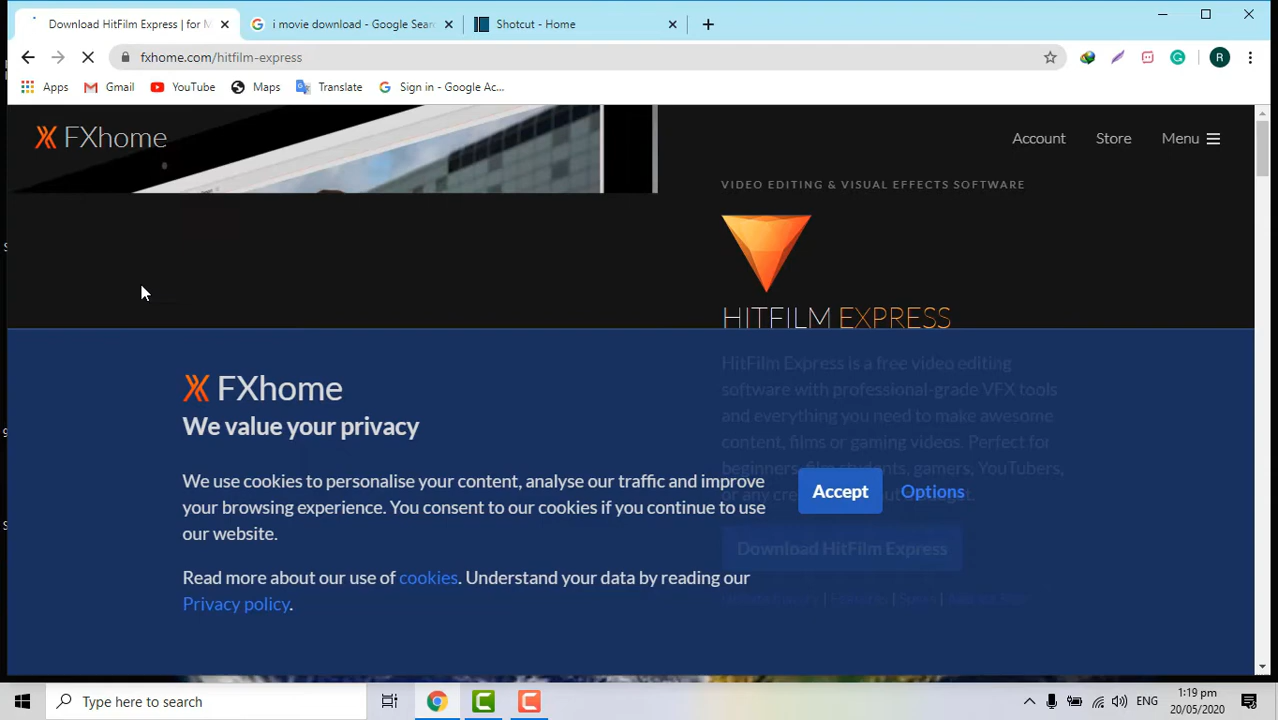 Download HitFilm Express | for M
i movie download - Google Sear
Shotcut - Home
fxhome.com/hitfilm-express
R
Apps
Gmail
YouTube
Maps
Translate
Sign in - Google Ac...
FXhome
Account
Store
Menu
VIDEO EDITING & VISUAL EFFECTS SOFTWARE
HITFILM EXPRESS
HitFilm Express is a free video editing
software with professional-grade VFX tools
and everything you need to make awesome
content, films or gaming videos. Perfect for
beginners, film students, gamers, YouTubers,
Download HitFilm Express
FXhome
We value your privacy
We use cookies to personalise your content, analyse our traffic and improve
your browsing experience. You consent to our cookies if you continue to use
our website.
Accept
Options
Read more about our use of cookies. Understand your data by reading our
Privacy policy.
Type here to search
ENG
1:19 pm
20/05/2020